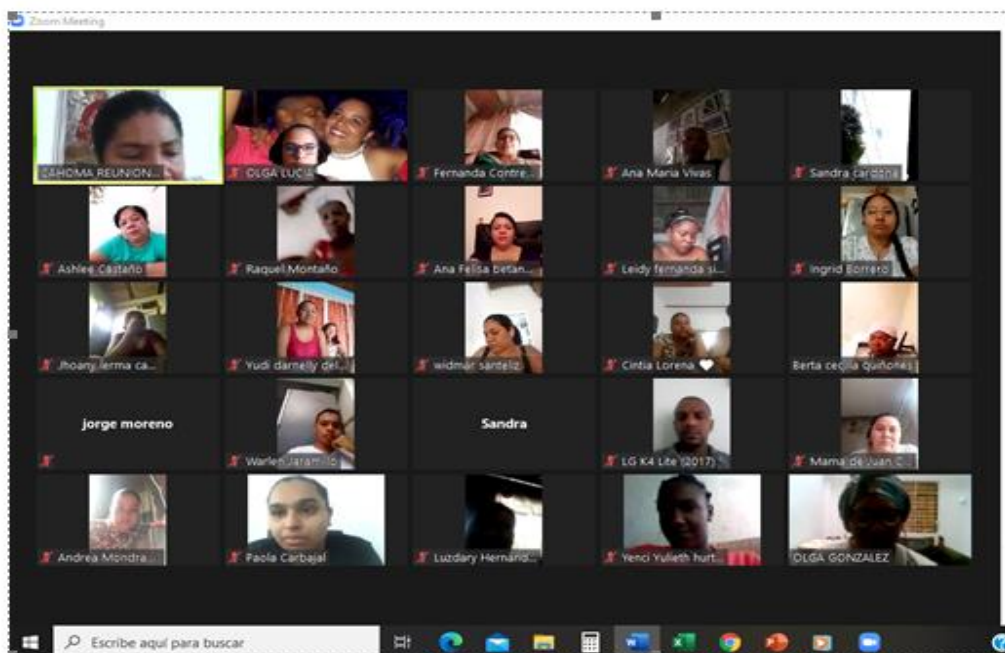 Zoom Meeting
ZAHOMA REUNION...
OLGA LUCIA
Fernanda Contre...
Ana Maria Vivas
Sandra cardona
Ashlee Castaño
Raquel Montaño
Ana Felisa betan...
Leidy fernanda si...
Ingrid Borrero
Jhoany lerma ca...
Yudi darnelly del...
widmar santeliz
Cintia Lorena
Berta cecilia quiñones
jorge moreno
Warlen Jaramillo
Sandra
LG K4 Lite (2017)
Mama de Juan C...
Andrea Mondra...
Paola Carbajal
Luzdary Hernand...
Yenci Yulieth hurt...
OLGA GONZALEZ
Escribe aquí para buscar